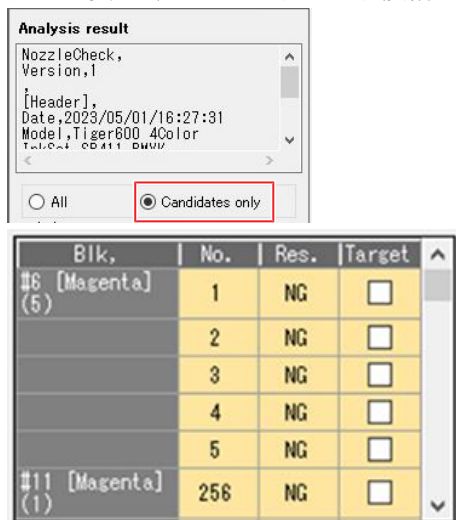 Analysis result
NozzleCheck,
Version,1
,
[Header],
Date,2023/05/01/16:27:31
Model,Tiger600 4Color
All
Candidates only
Blk, No. Res. Target
#6 [Magenta] (5) 1 NG
2 NG
3 NG
4 NG
5 NG
#11 [Magenta] (1) 256 NG